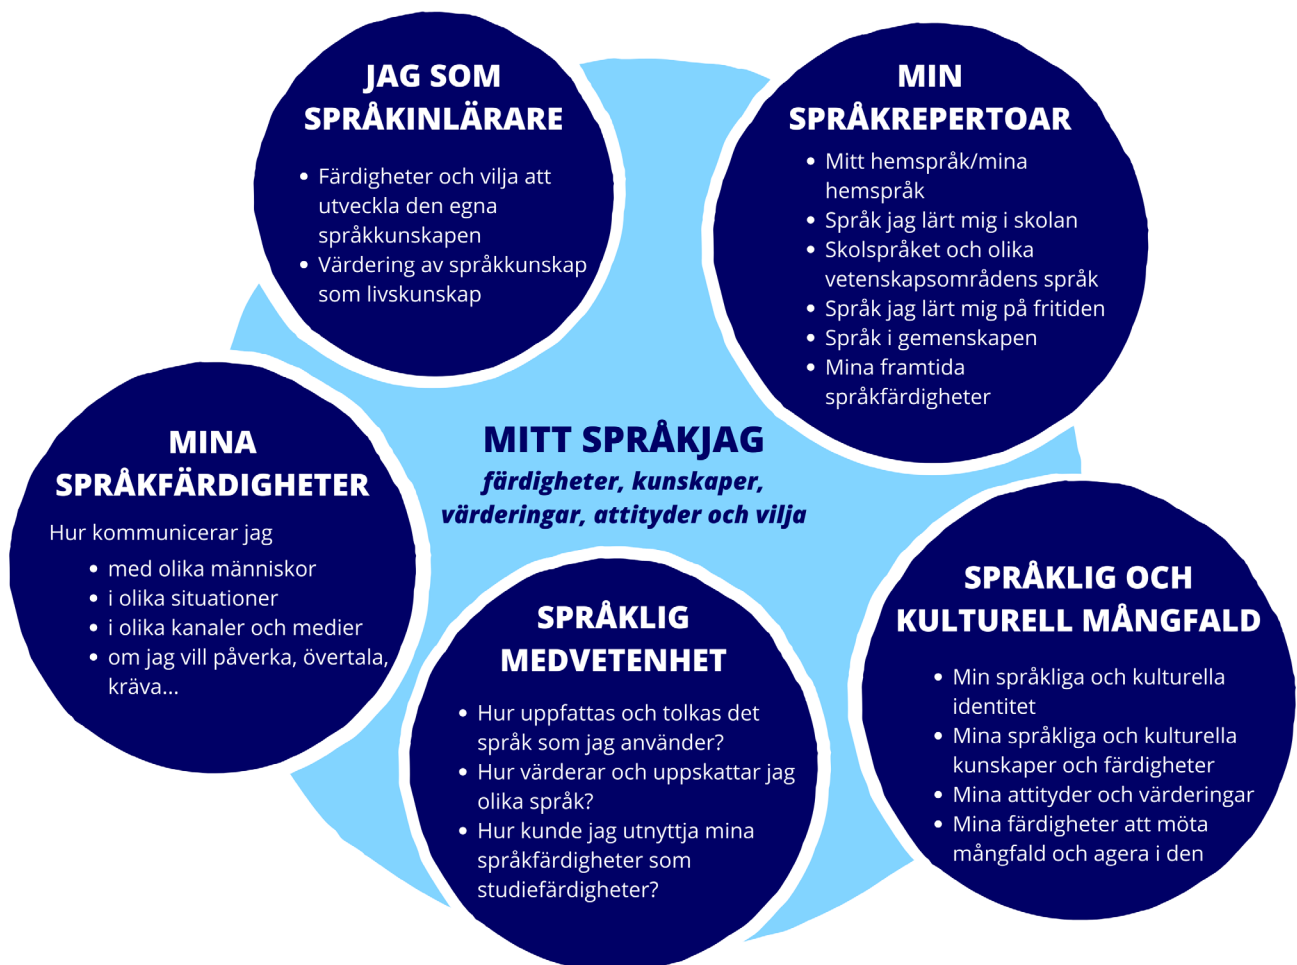 JAG SOM
SPRÅKINLÄRARE
• Färdigheter och vilja att
utveckla den egna
språkkunskapen
• Värdering av språkkunskap
som livskunskap
MIN
SPRÅKREPERTOAR
• Mitt hemspråk/mina
hemspråk
• Språk jag lärt mig i skolan
• Skolspråket och olika
vetenskapsområdens språk
• Språk jag lärt mig på fritiden
• Språk i gemenskapen
• Mina framtida
språkfärdigheter
MITT SPRÅKJAG
färdigheter, kunskaper,
värderingar, attityder och vilja
MINA
SPRÅKFÄRDIGHETER
Hur kommunicerar jag
• med olika människor
• i olika situationer
• i olika kanaler och medier
• om jag vill påverka, övertala,
kräva...
SPRÅKLIG
MEDVETENHET
• Hur uppfattas och tolkas det
språk som jag använder?
• Hur värderar och uppskattar jag
olika språk?
• Hur kunde jag utnyttja mina
språkfärdigheter som
studiefärdigheter?
SPRÅKLIG OCH
KULTURELL MÅNGFALD
• Min språkliga och kulturella
identitet
• Mina språkliga och kulturella
kunskaper och färdigheter
• Mina attityder och värderingar
• Mina färdigheter att möta
mångfald och agera i den